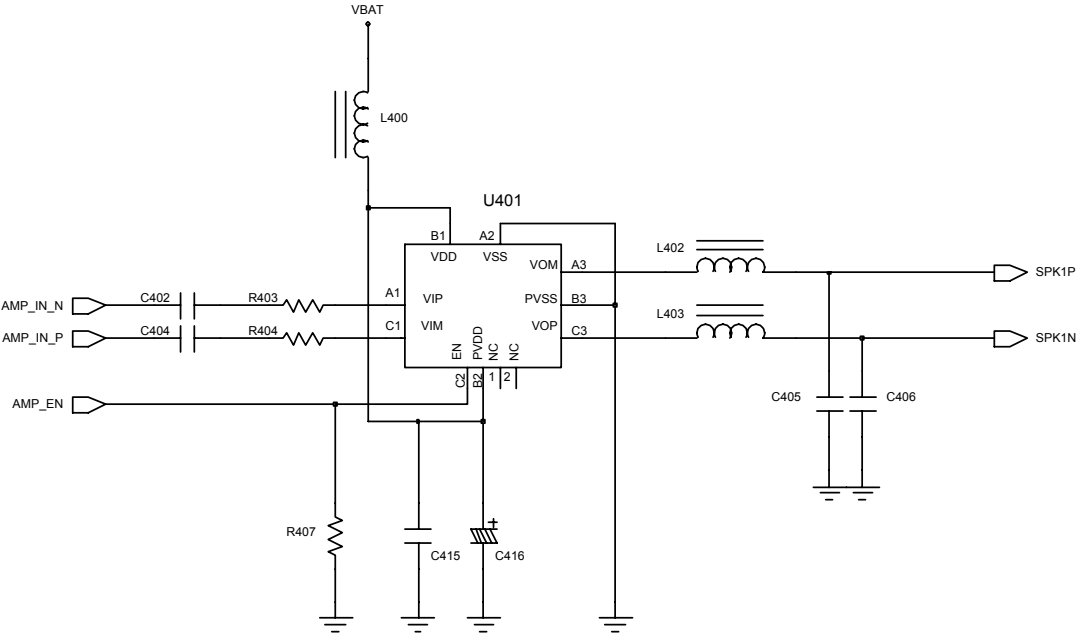 VBAT
L400
U401
B1
A2
VDD
VSS
L402
VOM
A3
SPK1P
AMP_IN_N
C402
R403
A1
VIP
PVSS
B3
L403
AMP_IN_P
C404
R404
C1
VIM
VOP
C3
SPK1N
EN
PVDD
NC
NC
C2
B2
1
2
AMP_EN
C405
C406
R407
C415
+
C416